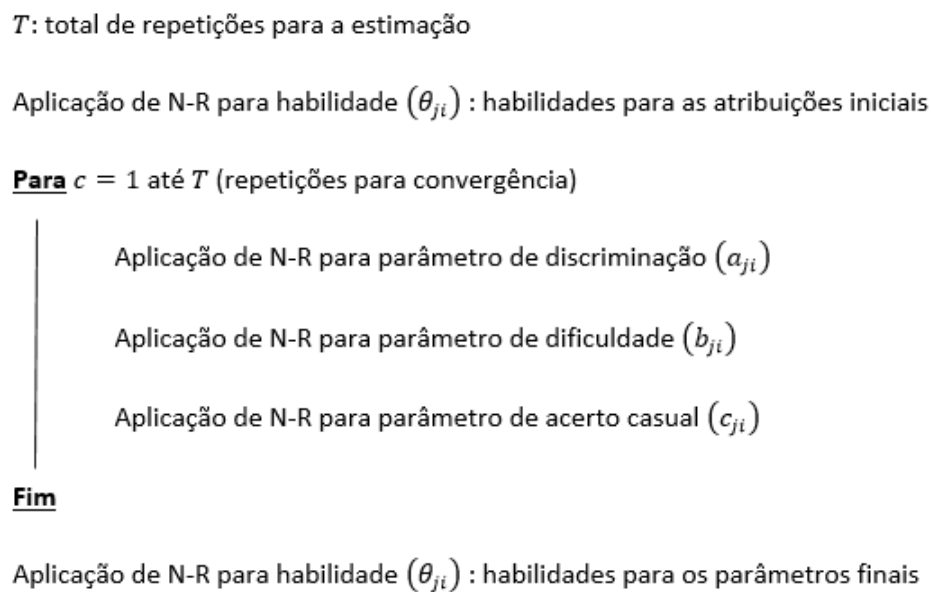 T: total de repetições para a estimação
Aplicação de N-R para habilidade (θji) : habilidades para as atribuições iniciais
Para c = 1 até T (repetições para convergência)
Aplicação de N-R para parâmetro de discriminação (aji)
Aplicação de N-R para parâmetro de dificuldade (bji)
Aplicação de N-R para parâmetro de acerto casual (cji)
Fim
Aplicação de N-R para habilidade (θji) : habilidades para os parâmetros finais